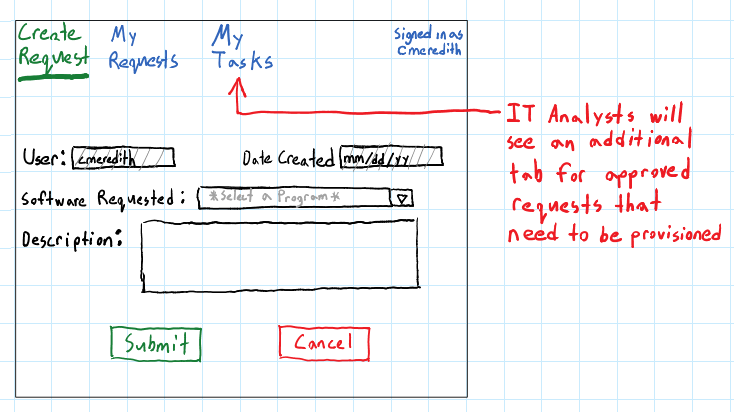 Create
Request
My
Requests
My
Tasks
Signed in as
Cmeredith
IT Analysts will
see an additional
tab for approved
requests that
need to be provisioned
User: cmeredith
Date Created mm/dd/yy
Software Requested: *Select a Program*
Description:
Submit
Cancel